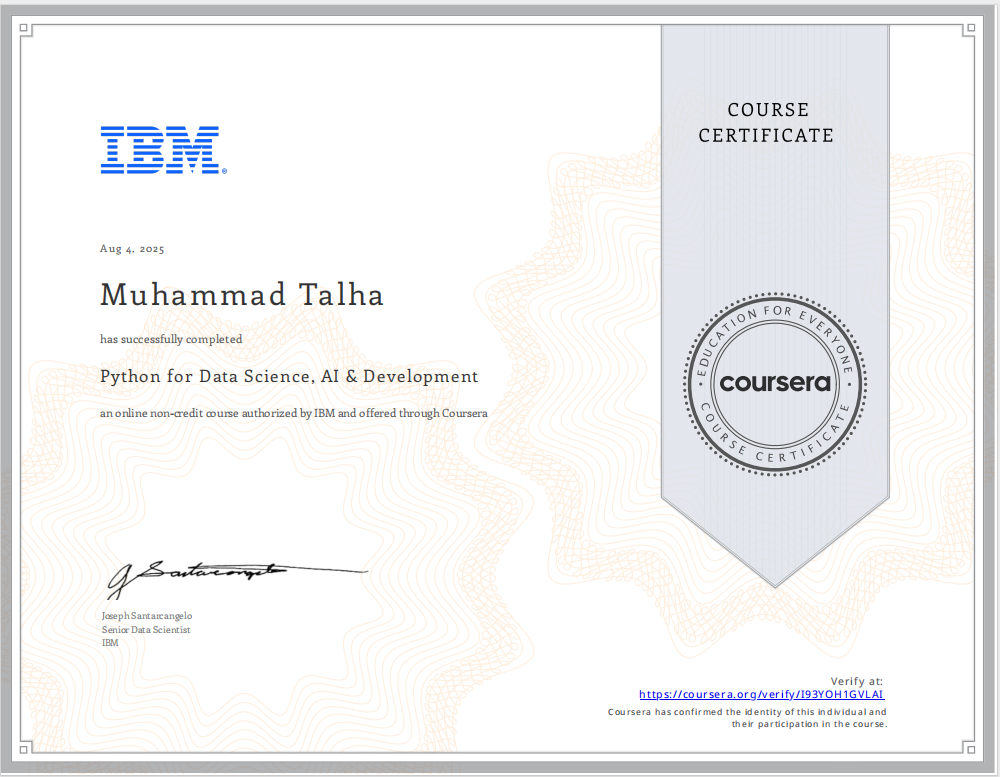 COURSE
CERTIFICATE
IBM®
Aug 4, 2025
Muhammad Talha
has successfully completed
Python for Data Science, AI & Development
an online non-credit course authorized by IBM and offered through Coursera
EDUCATION FOR EVERYONE
coursera
COURSE CERTIFICATE
J Santarcangelo
Joseph Santarcangelo
Senior Data Scientist
IBM
Verify at:
https://coursera.org/verify/I93YOH1GVLAI
Coursera has confirmed the identity of this individual and
their participation in the course.